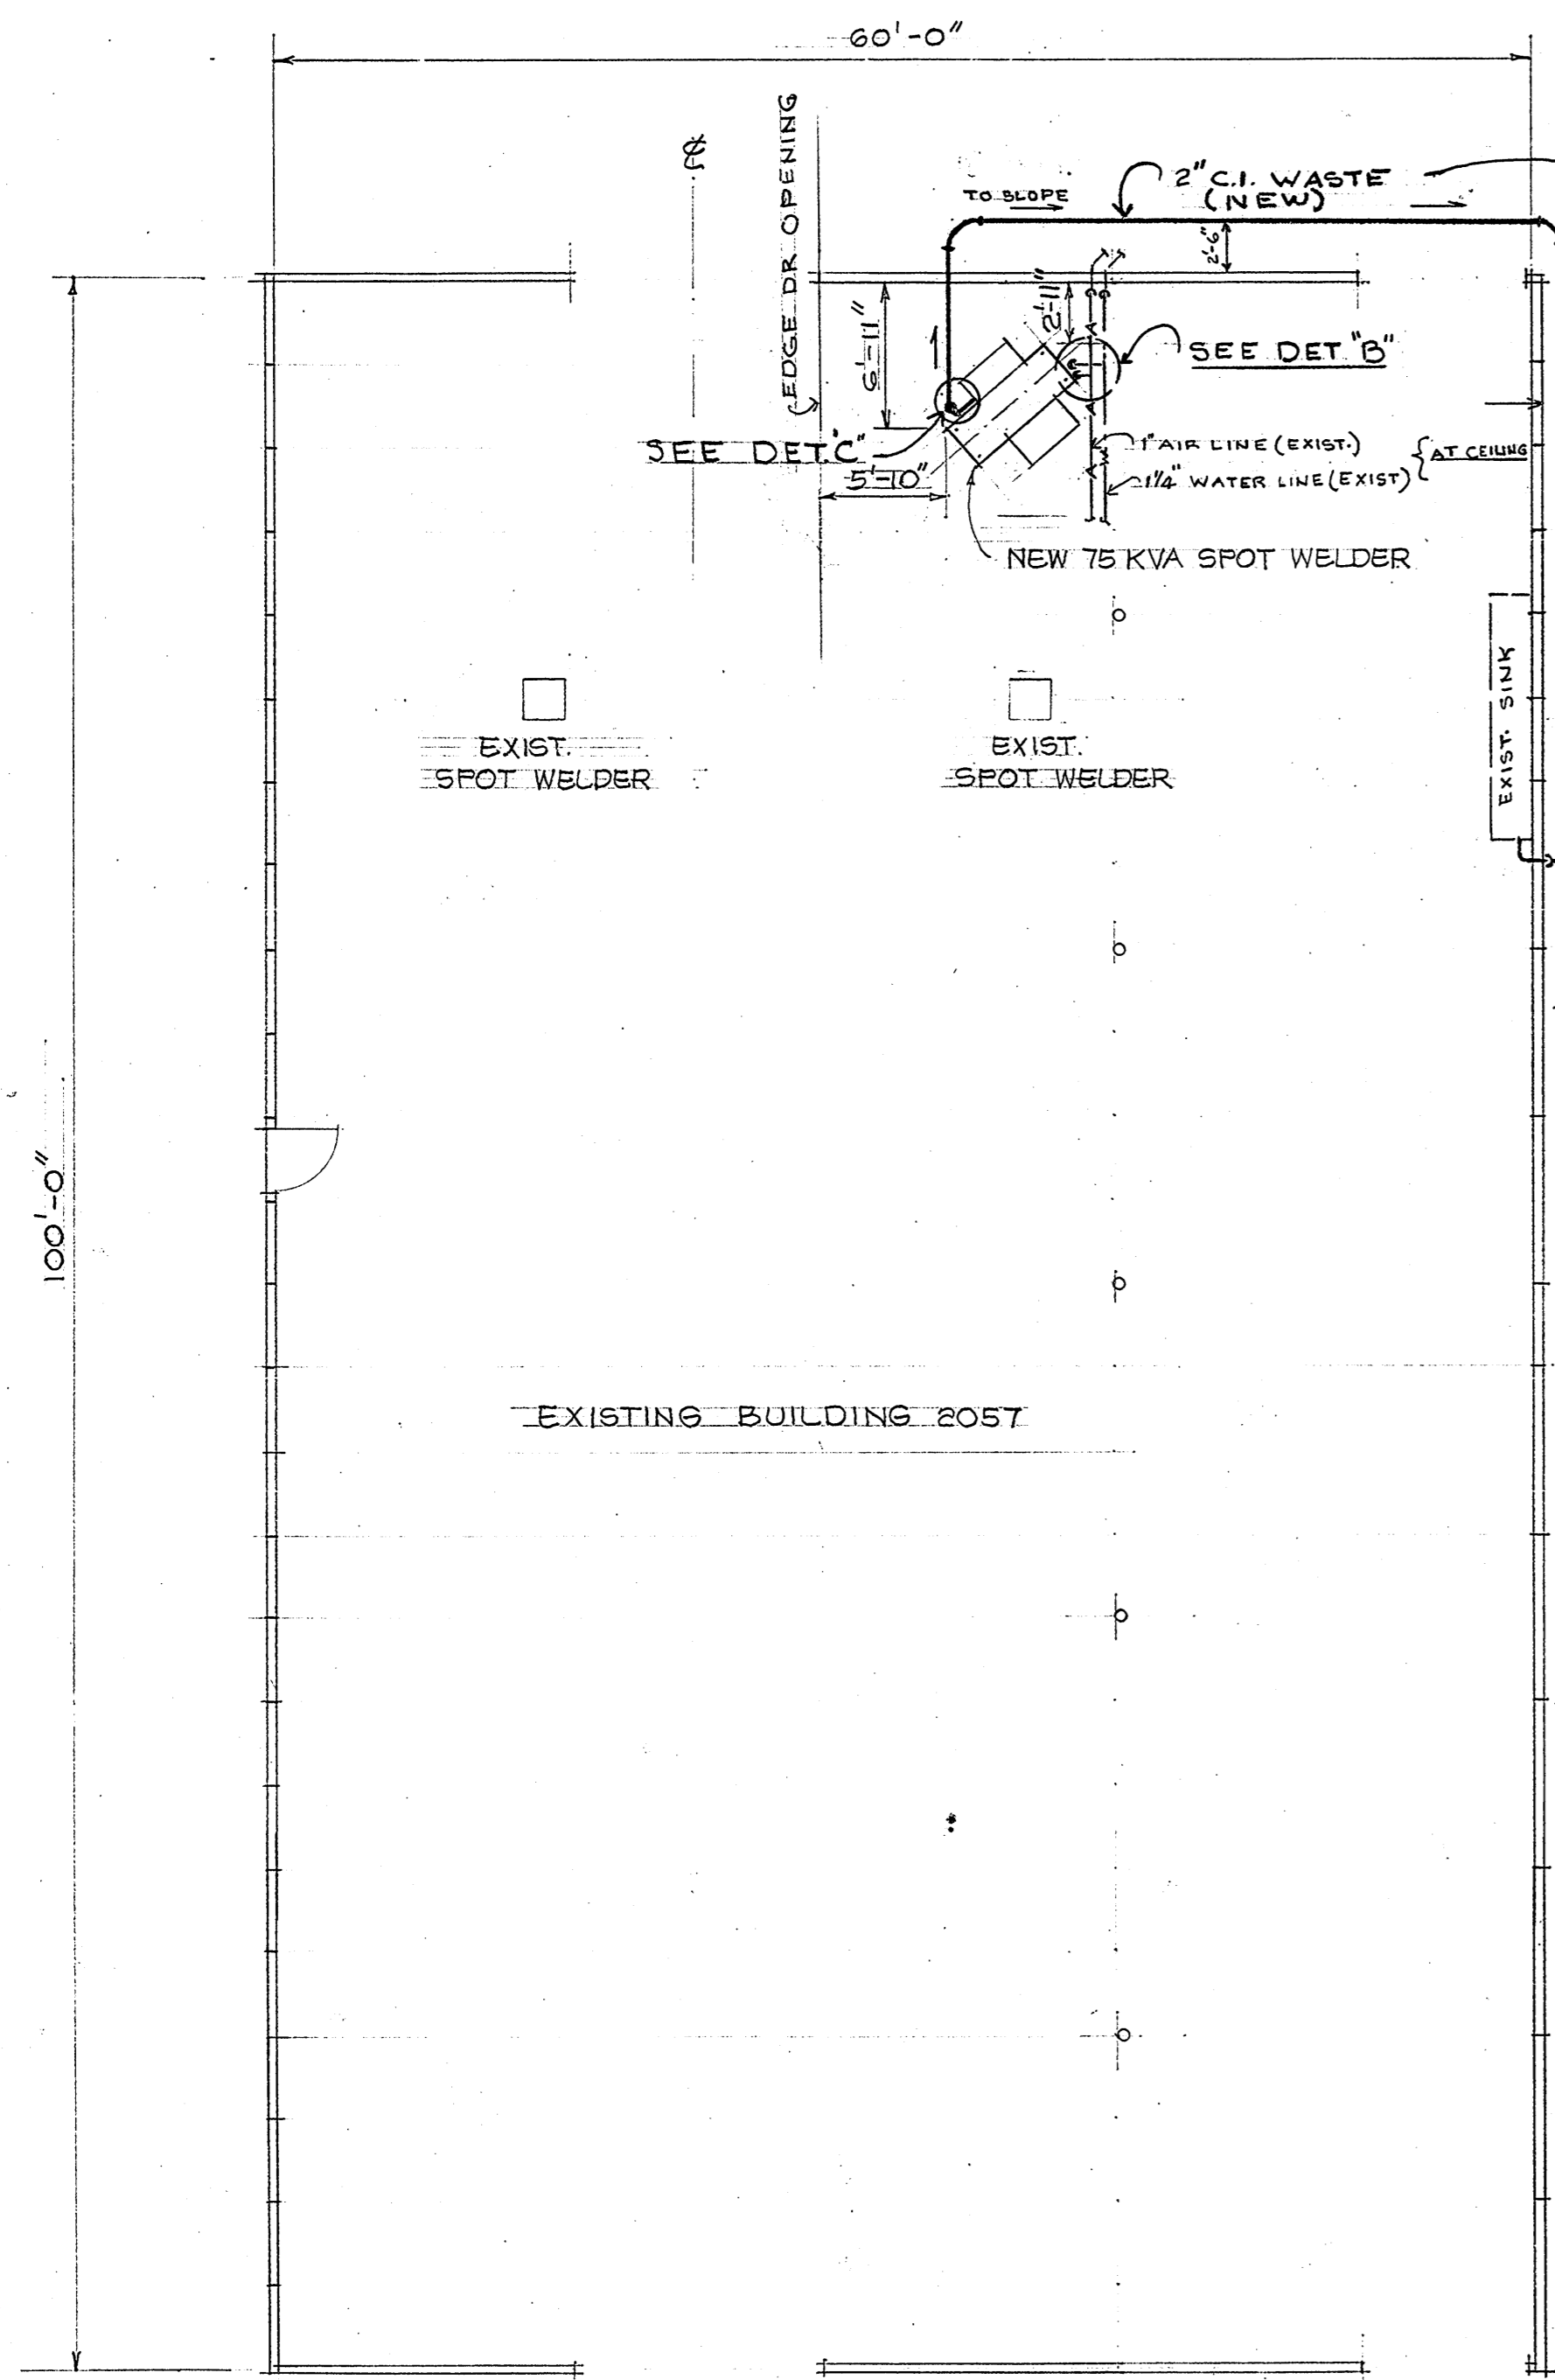 60'-0"
EDGE DR. OPENING
2" C.I. WASTE
(NEW)
TO SLOPE
2'-6"
6'-11"
2'-11"
SEE DET. "B"
SEE DET. "C"
1" AIR LINE (EXIST.)
1¼" WATER LINE (EXIST)
AT CEILING
5'-10"
NEW 75 KVA SPOT WELDER
EXIST. SINK
EXIST.
SPOT WELDER
EXIST.
SPOT WELDER
100'-0"
EXISTING BUILDING 2057